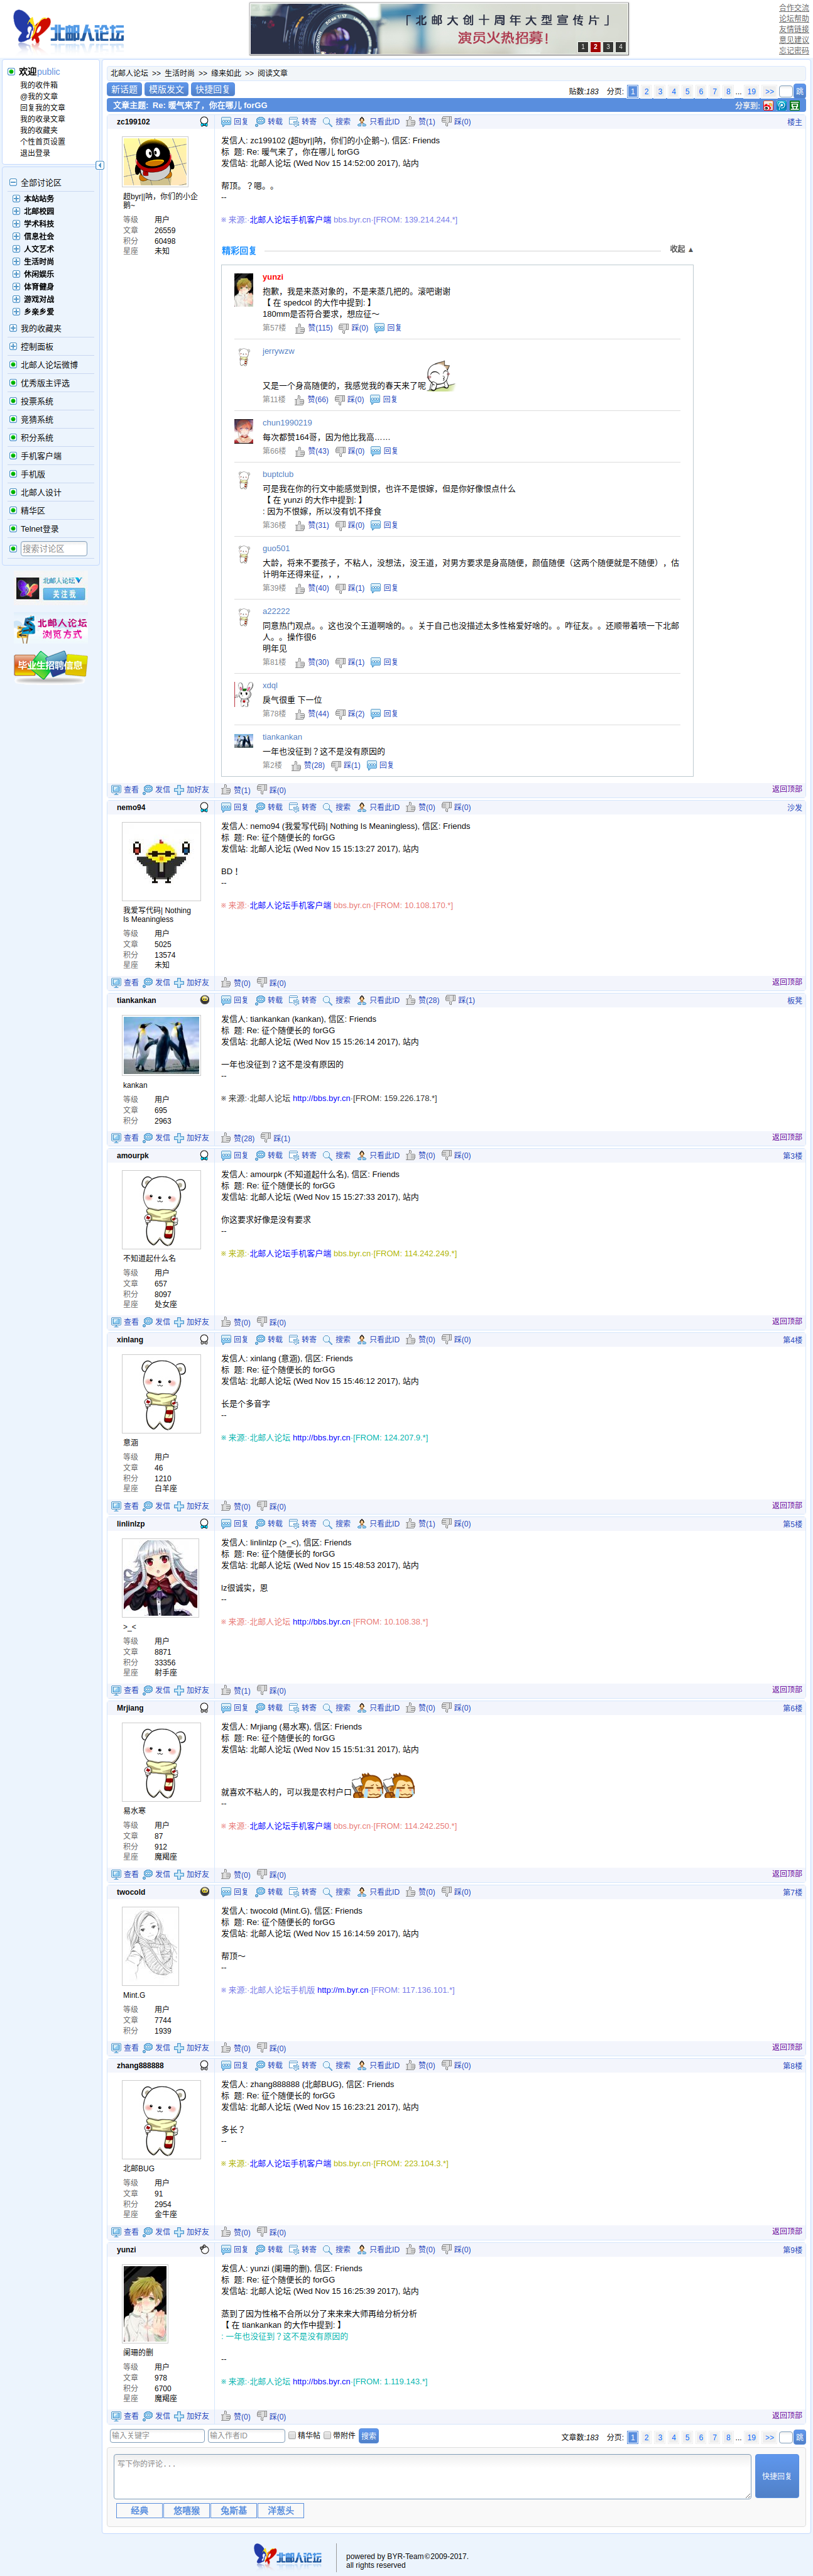 北邮人论坛
「北邮大创十周年大型宣传片」
演员火热招募！
1 2 3 4
合作交流
论坛帮助
友情链接
意见建议
忘记密码
欢迎public
我的收件箱
@我的文章
回复我的文章
我的收录文章
我的收藏夹
个性首页设置
退出登录
全部讨论区
本站站务
北邮校园
学术科技
信息社会
人文艺术
生活时尚
休闲娱乐
体育健身
游戏对战
乡亲乡爱
我的收藏夹
控制面板
北邮人论坛微博
优秀版主评选
投票系统
竞猜系统
积分系统
手机客户端
手机版
北邮人设计
精华区
Telnet登录
搜索讨论区
北邮人论坛
关注我
北邮人论坛
浏览方式
毕业生招聘信息
北邮人论坛 >> 生活时尚 >> 缘来如此 >> 阅读文章
新话题 模版发文 快捷回复
贴数:183 分页: 1 2 3 4 5 6 7 8 ... 19 >> 跳
文章主题: Re: 暖气来了，你在哪儿 forGG 分享到:
zc199102 回复 转载 转寄 搜索 只看此ID 赞(1) 踩(0) 楼主
超byr||呐，你们的小企鹅~
等级 用户
文章 26559
积分 60498
星座 未知
发信人: zc199102 (超byr||呐，你们的小企鹅~), 信区: Friends
标 题: Re: 暖气来了，你在哪儿 forGG
发信站: 北邮人论坛 (Wed Nov 15 14:52:00 2017), 站内
帮顶。？嗯。。
--
※ 来源:·北邮人论坛手机客户端 bbs.byr.cn·[FROM: 139.214.244.*]
精彩回复 收起 ▲
yunzi
抱歉，我是来蒸对象的，不是来蒸几把的。滚吧谢谢
【 在 spedcol 的大作中提到: 】
180mm是否符合要求，想应征～
第57楼 赞(115) 踩(0) 回复
jerrywzw
又是一个身高随便的，我感觉我的春天来了呢
第11楼 赞(66) 踩(0) 回复
chun1990219
每次都赞164哥，因为他比我高……
第66楼 赞(43) 踩(0) 回复
buptclub
可是我在你的行文中能感觉到恨，也许不是恨嫁，但是你好像恨点什么
【 在 yunzi 的大作中提到: 】
: 因为不恨嫁，所以没有饥不择食
第36楼 赞(31) 踩(0) 回复
guo501
大龄，将来不要孩子，不粘人，没想法，没王道，对男方要求是身高随便，颜值随便（这两个随便就是不随便），估计明年还得来征，，，
第39楼 赞(40) 踩(1) 回复
a22222
同意热门观点。。这也没个王道啊啥的。。关于自己也没描述太多性格爱好啥的。。咋征友。。还顺带着喷一下北邮人。。操作很6
明年见
第81楼 赞(30) 踩(1) 回复
xdql
戾气很重 下一位
第78楼 赞(44) 踩(2) 回复
tiankankan
一年也没征到？这不是没有原因的
第2楼 赞(28) 踩(1) 回复
查看 发信 加好友 赞(1) 踩(0) 返回顶部
nemo94 回复 转载 转寄 搜索 只看此ID 赞(0) 踩(0) 沙发
我爱写代码| Nothing Is Meaningless
等级 用户
文章 5025
积分 13574
星座 未知
发信人: nemo94 (我爱写代码| Nothing Is Meaningless), 信区: Friends
标 题: Re: 征个随便长的 forGG
发信站: 北邮人论坛 (Wed Nov 15 15:13:27 2017), 站内
BD！
--
※ 来源:·北邮人论坛手机客户端 bbs.byr.cn·[FROM: 10.108.170.*]
查看 发信 加好友 赞(0) 踩(0) 返回顶部
tiankankan 回复 转载 转寄 搜索 只看此ID 赞(28) 踩(1) 板凳
kankan
等级 用户
文章 695
积分 2963
发信人: tiankankan (kankan), 信区: Friends
标 题: Re: 征个随便长的 forGG
发信站: 北邮人论坛 (Wed Nov 15 15:26:14 2017), 站内
一年也没征到？这不是没有原因的
--
※ 来源:·北邮人论坛 http://bbs.byr.cn·[FROM: 159.226.178.*]
查看 发信 加好友 赞(28) 踩(1) 返回顶部
amourpk 回复 转载 转寄 搜索 只看此ID 赞(0) 踩(0) 第3楼
不知道起什么名
等级 用户
文章 657
积分 8097
星座 处女座
发信人: amourpk (不知道起什么名), 信区: Friends
标 题: Re: 征个随便长的 forGG
发信站: 北邮人论坛 (Wed Nov 15 15:27:33 2017), 站内
你这要求好像是没有要求
--
※ 来源:·北邮人论坛手机客户端 bbs.byr.cn·[FROM: 114.242.249.*]
查看 发信 加好友 赞(0) 踩(0) 返回顶部
xinlang 回复 转载 转寄 搜索 只看此ID 赞(0) 踩(0) 第4楼
意涵
等级 用户
文章 46
积分 1210
星座 白羊座
发信人: xinlang (意涵), 信区: Friends
标 题: Re: 征个随便长的 forGG
发信站: 北邮人论坛 (Wed Nov 15 15:46:12 2017), 站内
长是个多音字
--
※ 来源:·北邮人论坛 http://bbs.byr.cn·[FROM: 124.207.9.*]
查看 发信 加好友 赞(0) 踩(0) 返回顶部
linlinlzp 回复 转载 转寄 搜索 只看此ID 赞(1) 踩(0) 第5楼
>_<
等级 用户
文章 8871
积分 33356
星座 射手座
发信人: linlinlzp (>_<), 信区: Friends
标 题: Re: 征个随便长的 forGG
发信站: 北邮人论坛 (Wed Nov 15 15:48:53 2017), 站内
lz很诚实，恩
--
※ 来源:·北邮人论坛 http://bbs.byr.cn·[FROM: 10.108.38.*]
查看 发信 加好友 赞(1) 踩(0) 返回顶部
Mrjiang 回复 转载 转寄 搜索 只看此ID 赞(0) 踩(0) 第6楼
易水寒
等级 用户
文章 87
积分 912
星座 魔羯座
发信人: Mrjiang (易水寒), 信区: Friends
标 题: Re: 征个随便长的 forGG
发信站: 北邮人论坛 (Wed Nov 15 15:51:31 2017), 站内
就喜欢不粘人的，可以我是农村户口
--
※ 来源:·北邮人论坛手机客户端 bbs.byr.cn·[FROM: 114.242.250.*]
查看 发信 加好友 赞(0) 踩(0) 返回顶部
twocold 回复 转载 转寄 搜索 只看此ID 赞(0) 踩(0) 第7楼
Mint.G
等级 用户
文章 7744
积分 1939
发信人: twocold (Mint.G), 信区: Friends
标 题: Re: 征个随便长的 forGG
发信站: 北邮人论坛 (Wed Nov 15 16:14:59 2017), 站内
帮顶～
--
※ 来源:·北邮人论坛手机版 http://m.byr.cn·[FROM: 117.136.101.*]
查看 发信 加好友 赞(0) 踩(0) 返回顶部
zhang888888 回复 转载 转寄 搜索 只看此ID 赞(0) 踩(0) 第8楼
北邮BUG
等级 用户
文章 91
积分 2954
星座 金牛座
发信人: zhang888888 (北邮BUG), 信区: Friends
标 题: Re: 征个随便长的 forGG
发信站: 北邮人论坛 (Wed Nov 15 16:23:21 2017), 站内
多长？
--
※ 来源:·北邮人论坛手机客户端 bbs.byr.cn·[FROM: 223.104.3.*]
查看 发信 加好友 赞(0) 踩(0) 返回顶部
yunzi 回复 转载 转寄 搜索 只看此ID 赞(0) 踩(0) 第9楼
阑珊的删
等级 用户
文章 978
积分 6700
星座 魔羯座
发信人: yunzi (阑珊的删), 信区: Friends
标 题: Re: 征个随便长的 forGG
发信站: 北邮人论坛 (Wed Nov 15 16:25:39 2017), 站内
蒸到了因为性格不合所以分了来来来大师再给分析分析
【 在 tiankankan 的大作中提到: 】
: 一年也没征到？这不是没有原因的
--
※ 来源:·北邮人论坛 http://bbs.byr.cn·[FROM: 1.119.143.*]
查看 发信 加好友 赞(0) 踩(0) 返回顶部
输入关键字 输入作者ID 精华帖 带附件 搜索 文章数:183 分页: 1 2 3 4 5 6 7 8 ... 19 >> 跳
写下你的评论...
快捷回复
经典 悠嘻猴 兔斯基 洋葱头
北邮人论坛
powered by BYR-Team©2009-2017.
all rights reserved